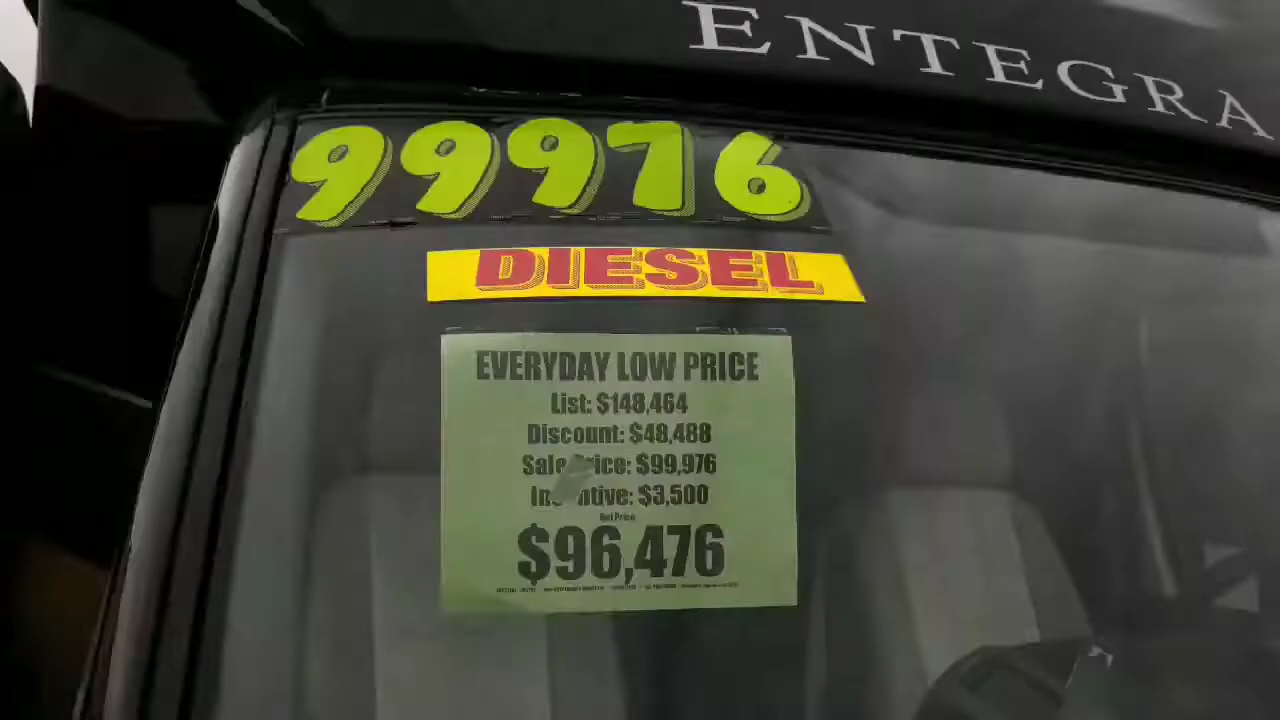 ENTEGRA
99976
DIESEL
EVERYDAY LOW PRICE
List: $148,464
Discount: $48,488
Sale Price: $99,976
Incentive: $3,500
Net Price
$96,476